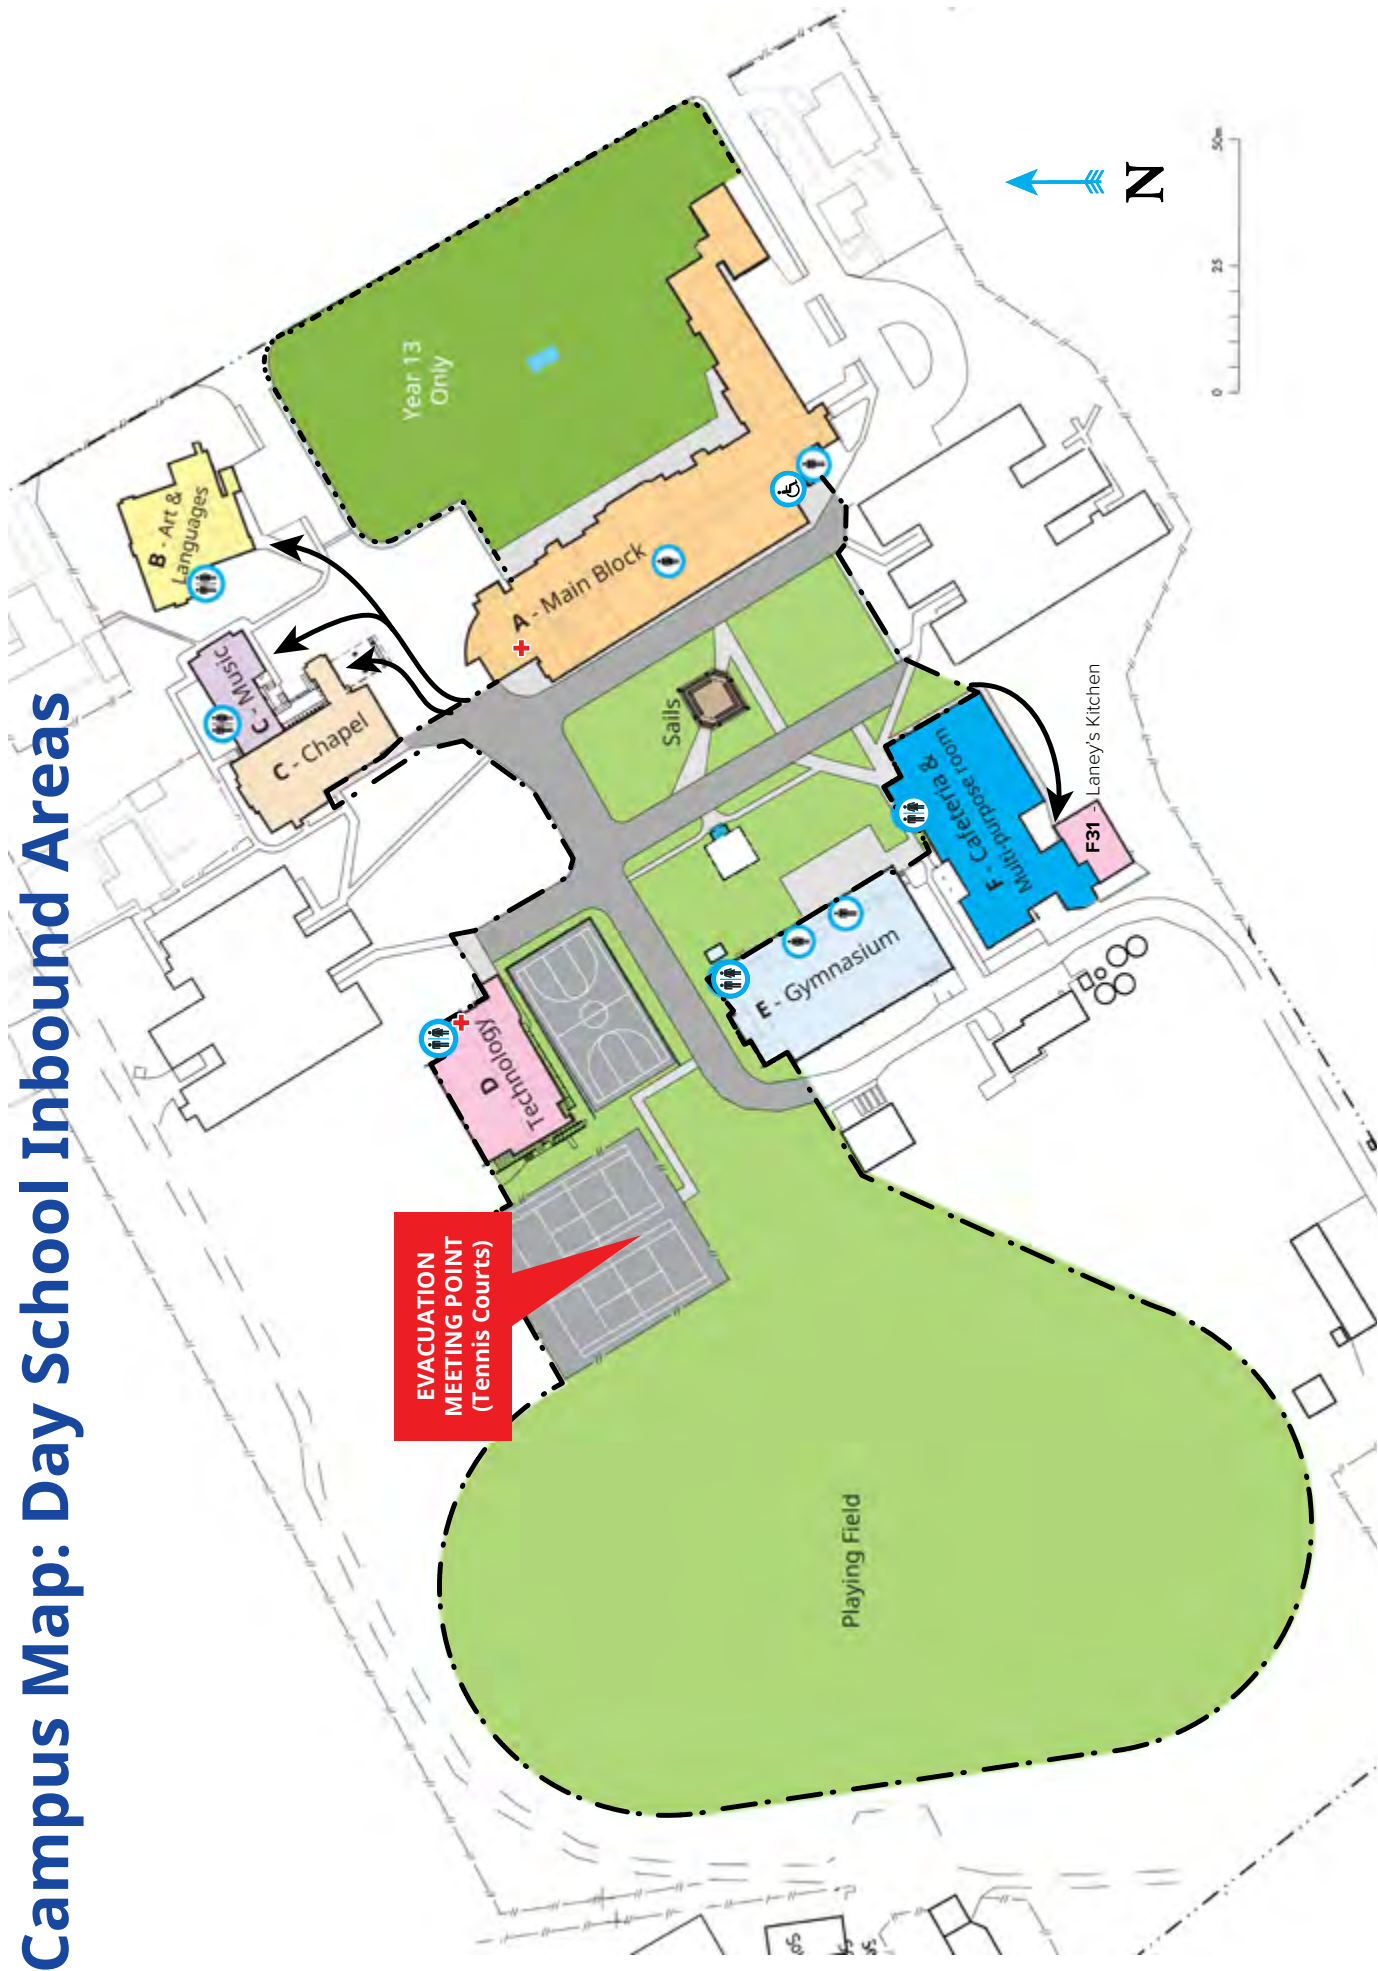 Campus Map: Day School Inbound Areas
B - Art &
Languages
C - Music
C - Chapel
Year 13
Only
A - Main Block
Sails
D
Technology
EVACUATION
MEETING POINT
(Tennis Courts)
E - Gymnasium
F - Cafeteria &
Multi-purpose room
F31 - Laney's Kitchen
Playing Field
N
0
25
50m